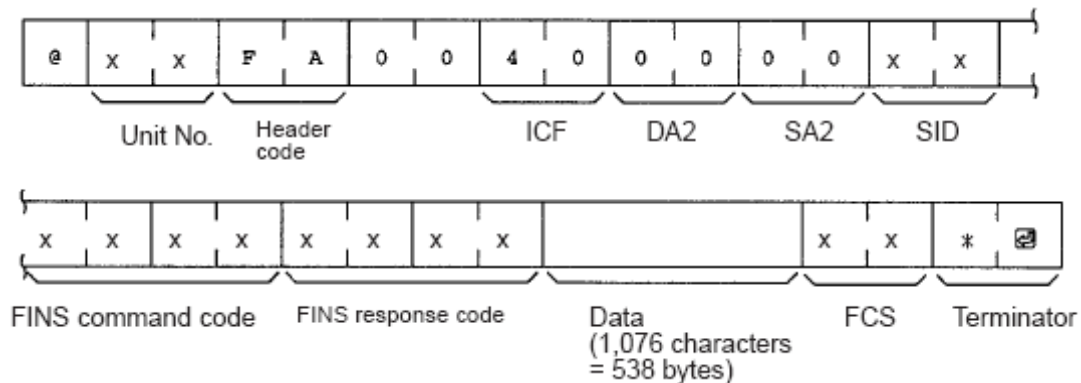 @ x x F A 0 0 4 0 0 0 0 0 x x
Unit No. Header code ICF DA2 SA2 SID
x x x x x x x x x x * ↵
FINS command code FINS response code Data (1,076 characters = 538 bytes) FCS Terminator